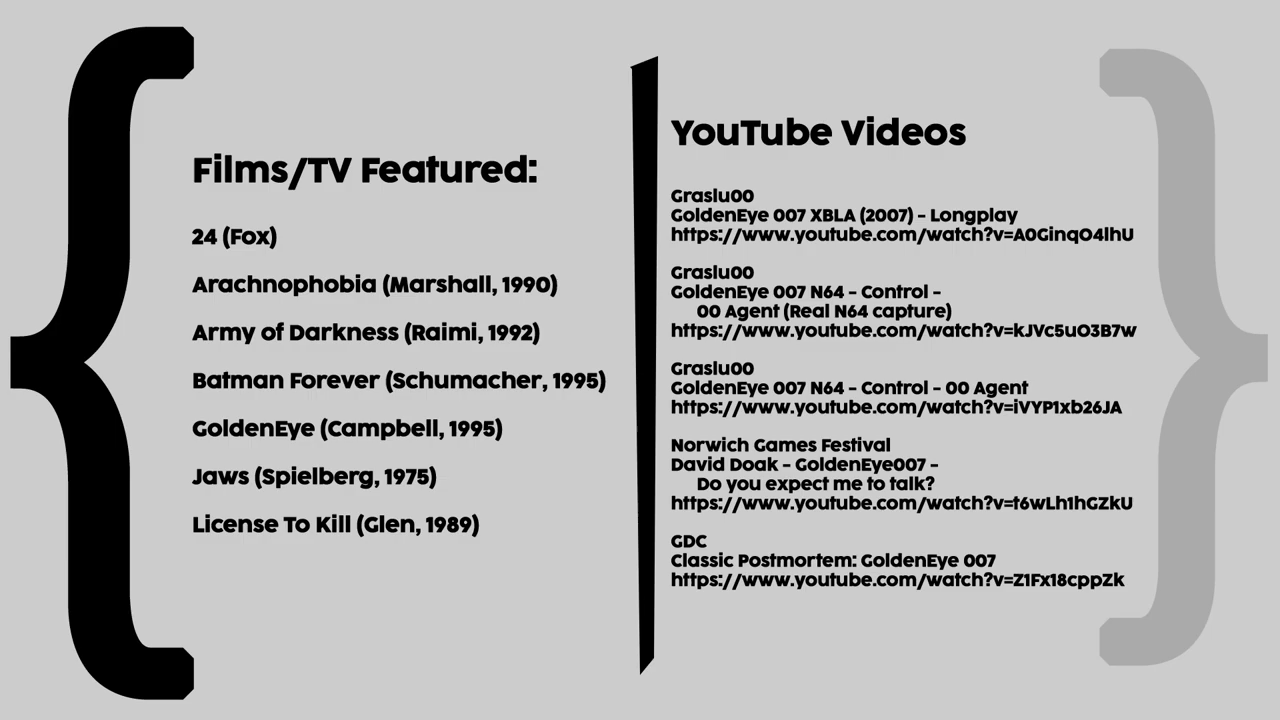 Films/TV Featured:
24 (Fox)
Arachnophobia (Marshall, 1990)
Army of Darkness (Raimi, 1992)
Batman Forever (Schumacher, 1995)
GoldenEye (Campbell, 1995)
Jaws (Spielberg, 1975)
License To Kill (Glen, 1989)
YouTube Videos
Graslu00
GoldenEye 007 XBLA (2007) - Longplay
https://www.youtube.com/watch?v=A0GinqO4lhU
Graslu00
GoldenEye 007 N64 - Control -
00 Agent (Real N64 capture)
https://www.youtube.com/watch?v=kJVc5uO3B7w
Graslu00
GoldenEye 007 N64 - Control - 00 Agent
https://www.youtube.com/watch?v=iVYP1xb26JA
Norwich Games Festival
David Doak - GoldenEye007 -
Do you expect me to talk?
https://www.youtube.com/watch?v=t6wLh1hGZkU
GDC
Classic Postmortem: GoldenEye 007
https://www.youtube.com/watch?v=Z1Fx18cppZk